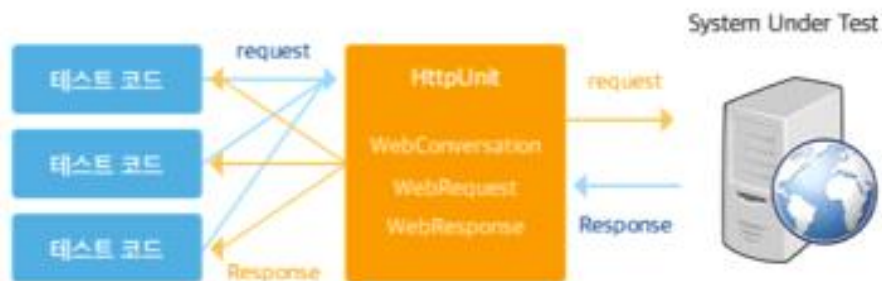 System Under Test
request
테스트 코드
HttpUnit
request
테스트 코드
WebConversation
WebRequest
WebResponse
Response
테스트 코드
Response